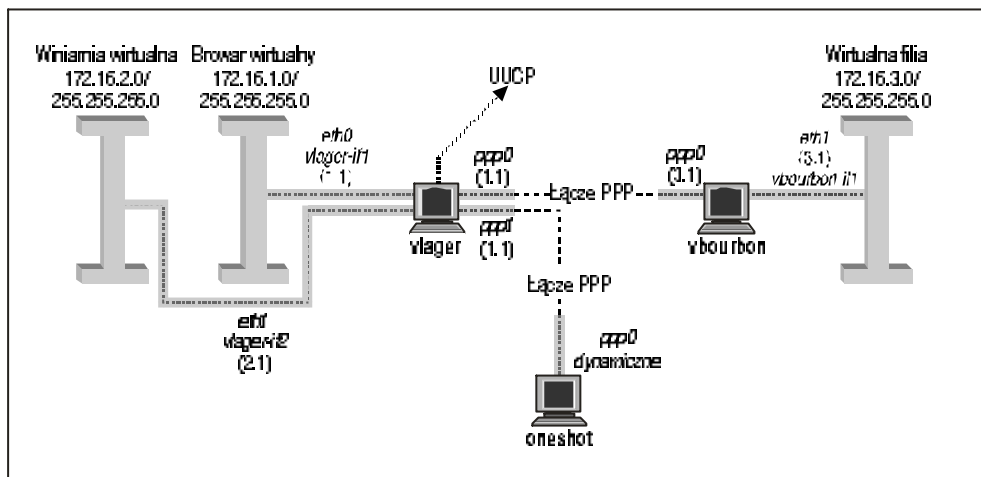 Winiarnia wirtualna
172.16.2.0/
255.255.255.0
Browar wirtualny
172.16.1.0/
255.255.255.0
Wirtualna filia
172.16.3.0/
255.255.255.0
UUCP
eth0
vlager-if1
(1.1)
ppp0
(1.1)
Łącze PPP
ppp0
(3.1)
eth1
(3.1)
vbourbon-if1
vlager
ppp1
(1.1)
vbourbon
Łącze PPP
eth1
vlager-if2
(2.1)
ppp0
dynamiczne
oneshot